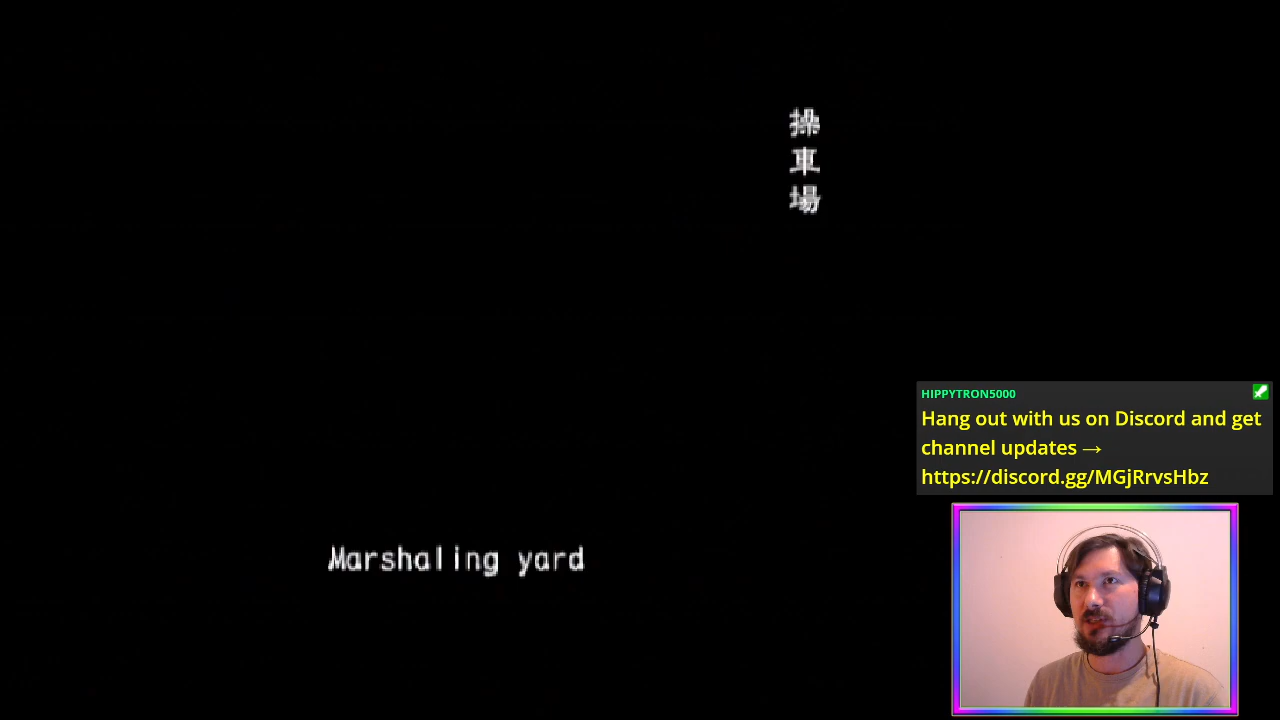 操車場
Marshaling yard
HIPPYTRON5000
Hang out with us on Discord and get
channel updates →
https://discord.gg/MGjRrvsHbz